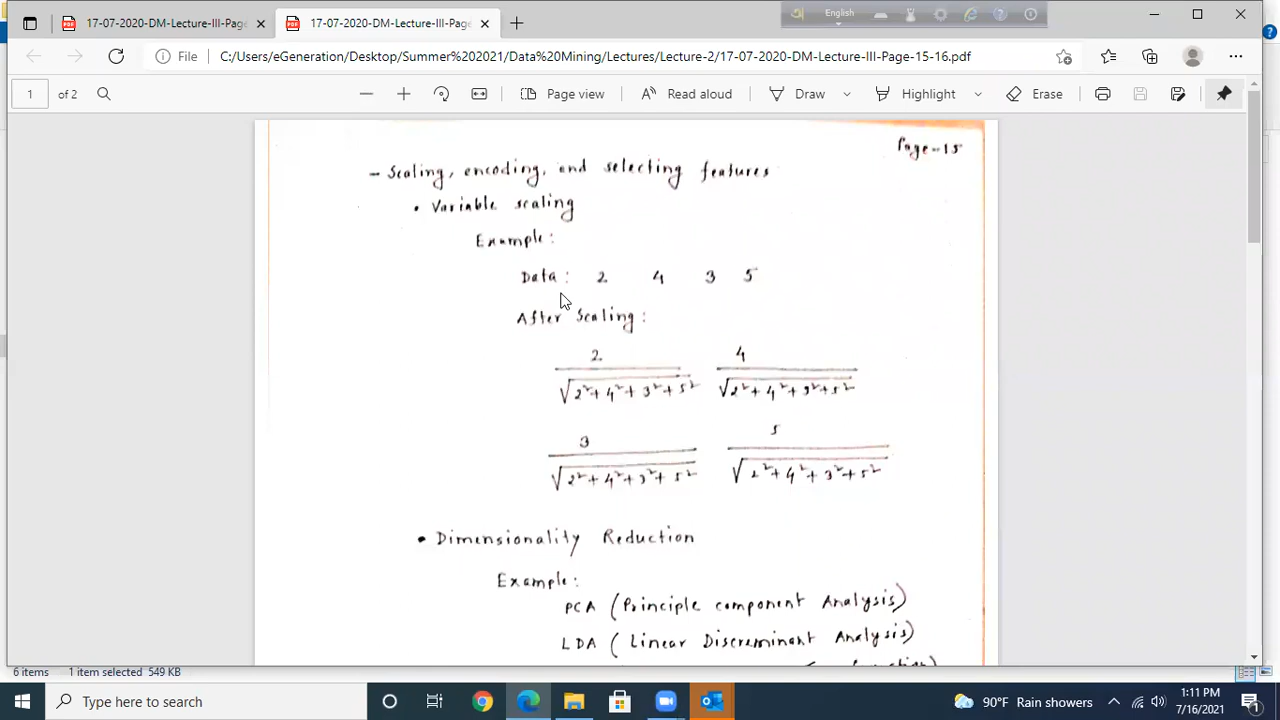 17-07-2020-DM-Lecture-III-Page-
17-07-2020-DM-Lecture-III-Page-
English
File
C:/Users/eGeneration/Desktop/Summer%202021/Data%20Mining/Lectures/Lecture-2/17-07-2020-DM-Lecture-III-Page-15-16.pdf
1 of 2
Page view
Read aloud
Draw
Highlight
Erase
Page-15
- Scaling, encoding, and selecting features
• Variable scaling
Example:
Data: 2 4 3 5
After Scaling:
2 4
√2²+4²+3²+5² √2²+4²+3²+5²
3 5
√2²+4²+3²+5² √2²+4²+3²+5²
• Dimensionality Reduction
Example:
PCA (Principle component Analysis)
LDA (Linear Discreminant Analysis)
6 items 1 item selected 549 KB
Type here to search
90°F Rain showers
1:11 PM
7/16/2021